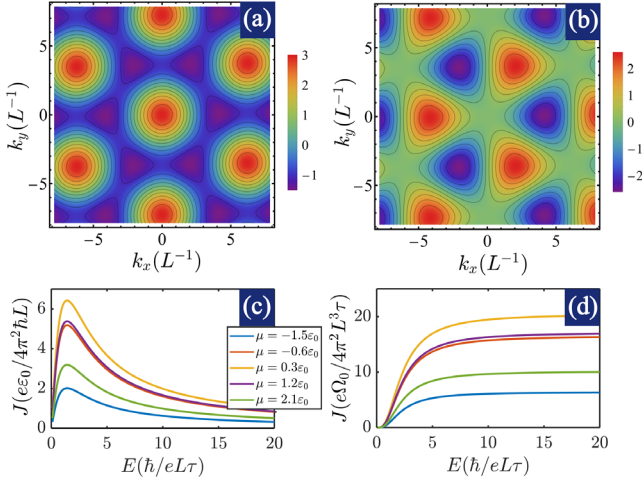 (a)
k_y(L^{-1})
5
0
−5
−5
0
5
k_x(L^{-1})
3
2
1
0
−1
(b)
k_y(L^{-1})
5
0
−5
−5
0
5
k_x(L^{-1})
2
1
0
−1
−2
(c)
J(eε_0/4π^2ℏL)
6
4
2
0
0
5
10
15
20
E(ℏ/eLτ)
μ = −1.5ε_0
μ = −0.6ε_0
μ = 0.3ε_0
μ = 1.2ε_0
μ = 2.1ε_0
(d)
J(eΩ_0/4π^2L^3τ)
20
10
0
0
5
10
15
20
E(ℏ/eLτ)